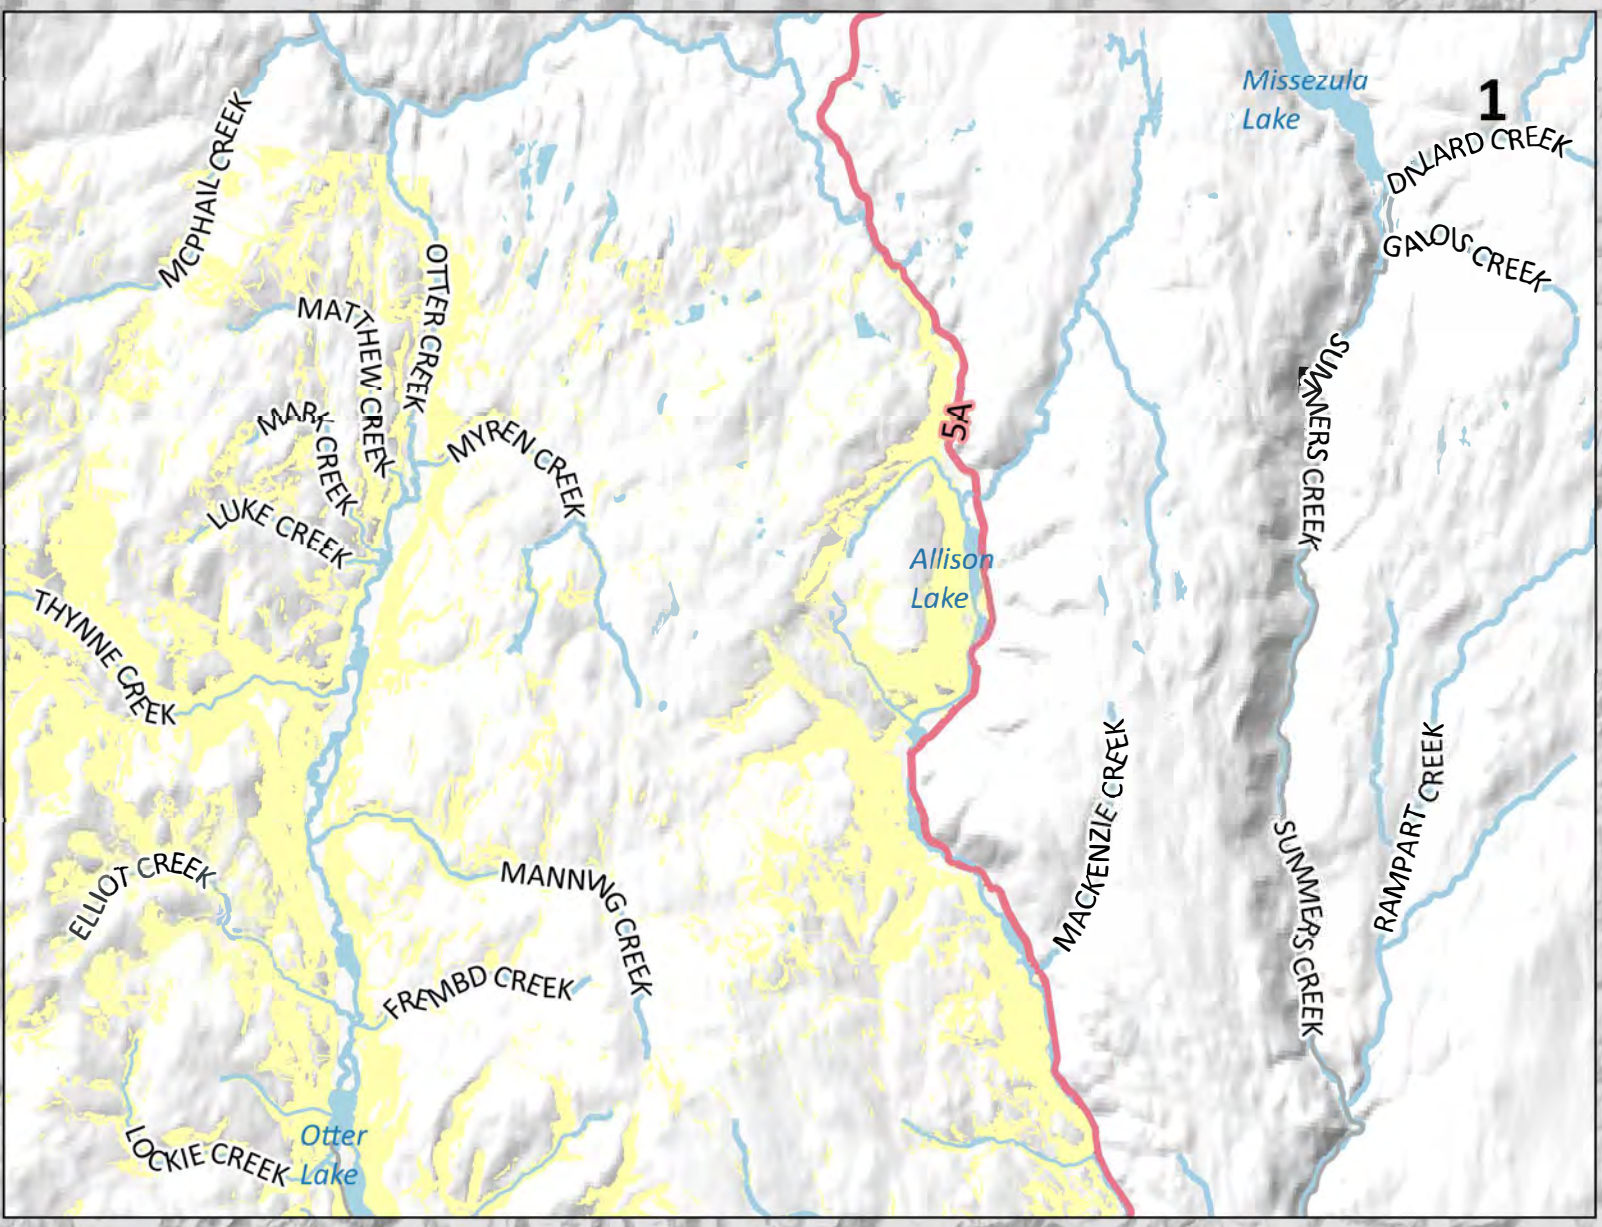 Missezula
Lake
1
MCPHAIL CREEK
DILLARD CREEK
GALOUS CREEK
OTTER CREEK
MATTHEW CREEK
SUMMERS CREEK
5A
MARK CREEK
MYREN CREEK
LUKE CREEK
Allison
Lake
THYNNE CREEK
MACKENZIE CREEK
RAMPART CREEK
SUMMERS CREEK
ELLIOT CREEK
MANNING CREEK
FREMBD CREEK
LOCKIE CREEK
Otter
Lake